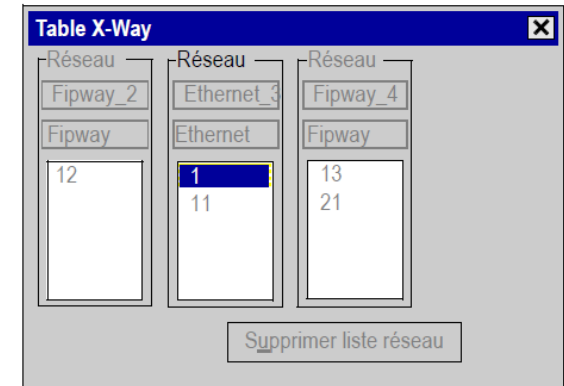 Table X-Way
Réseau Réseau Réseau
Fipway_2 Ethernet_3 Fipway_4
Fipway Ethernet Fipway
12 1 13
11 21
Supprimer liste réseau